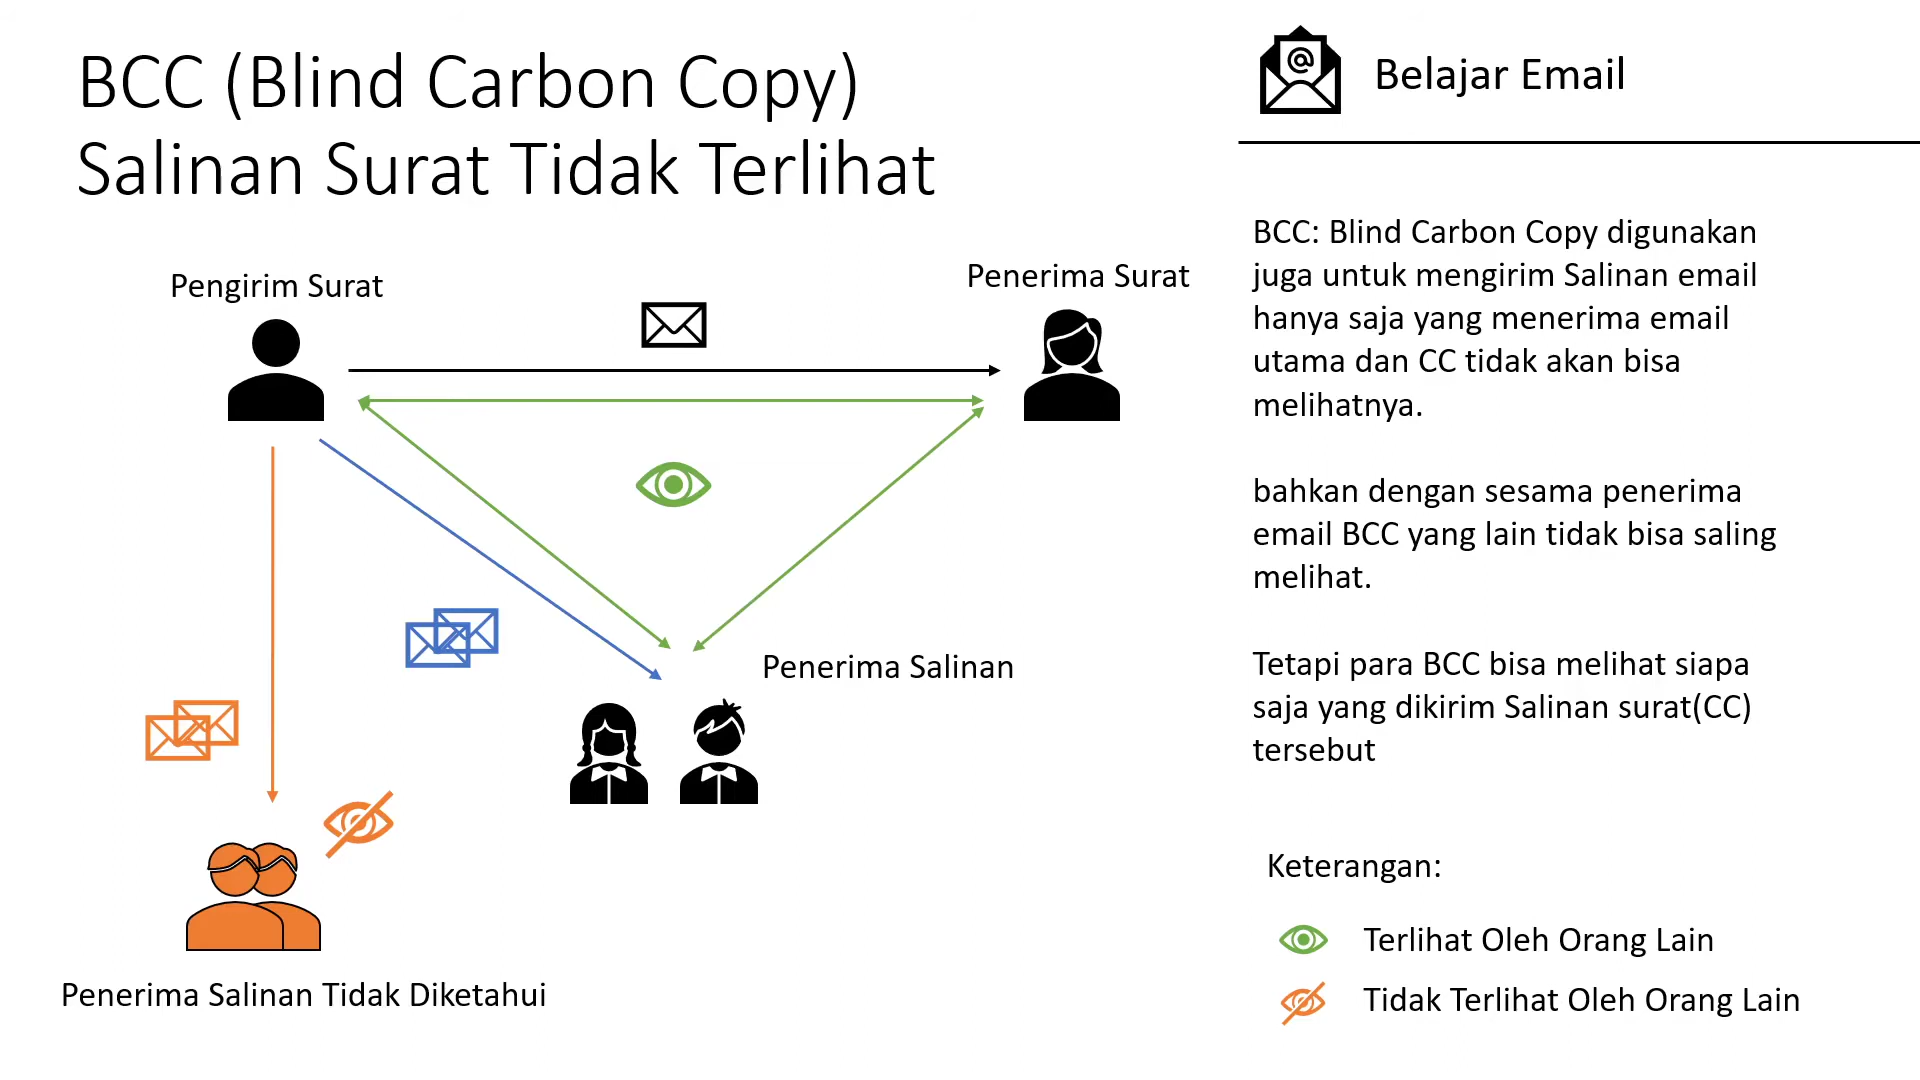 BCC (Blind Carbon Copy)
Salinan Surat Tidak Terlihat
Belajar Email
Pengirim Surat
Penerima Surat
Penerima Salinan
Penerima Salinan Tidak Diketahui
BCC: Blind Carbon Copy digunakan
juga untuk mengirim Salinan email
hanya saja yang menerima email
utama dan CC tidak akan bisa
melihatnya.
bahkan dengan sesama penerima
email BCC yang lain tidak bisa saling
melihat.
Tetapi para BCC bisa melihat siapa
saja yang dikirim Salinan surat(CC)
tersebut
Keterangan:
Terlihat Oleh Orang Lain
Tidak Terlihat Oleh Orang Lain